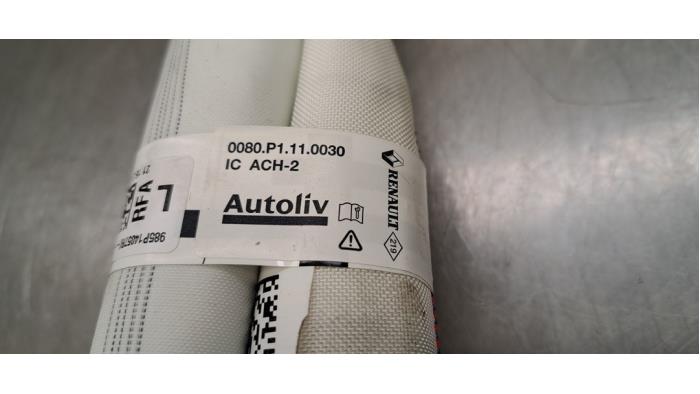 0080.P1.11.0030
IC ACH-2
Autoliv
RENAULT
219
L
RFA